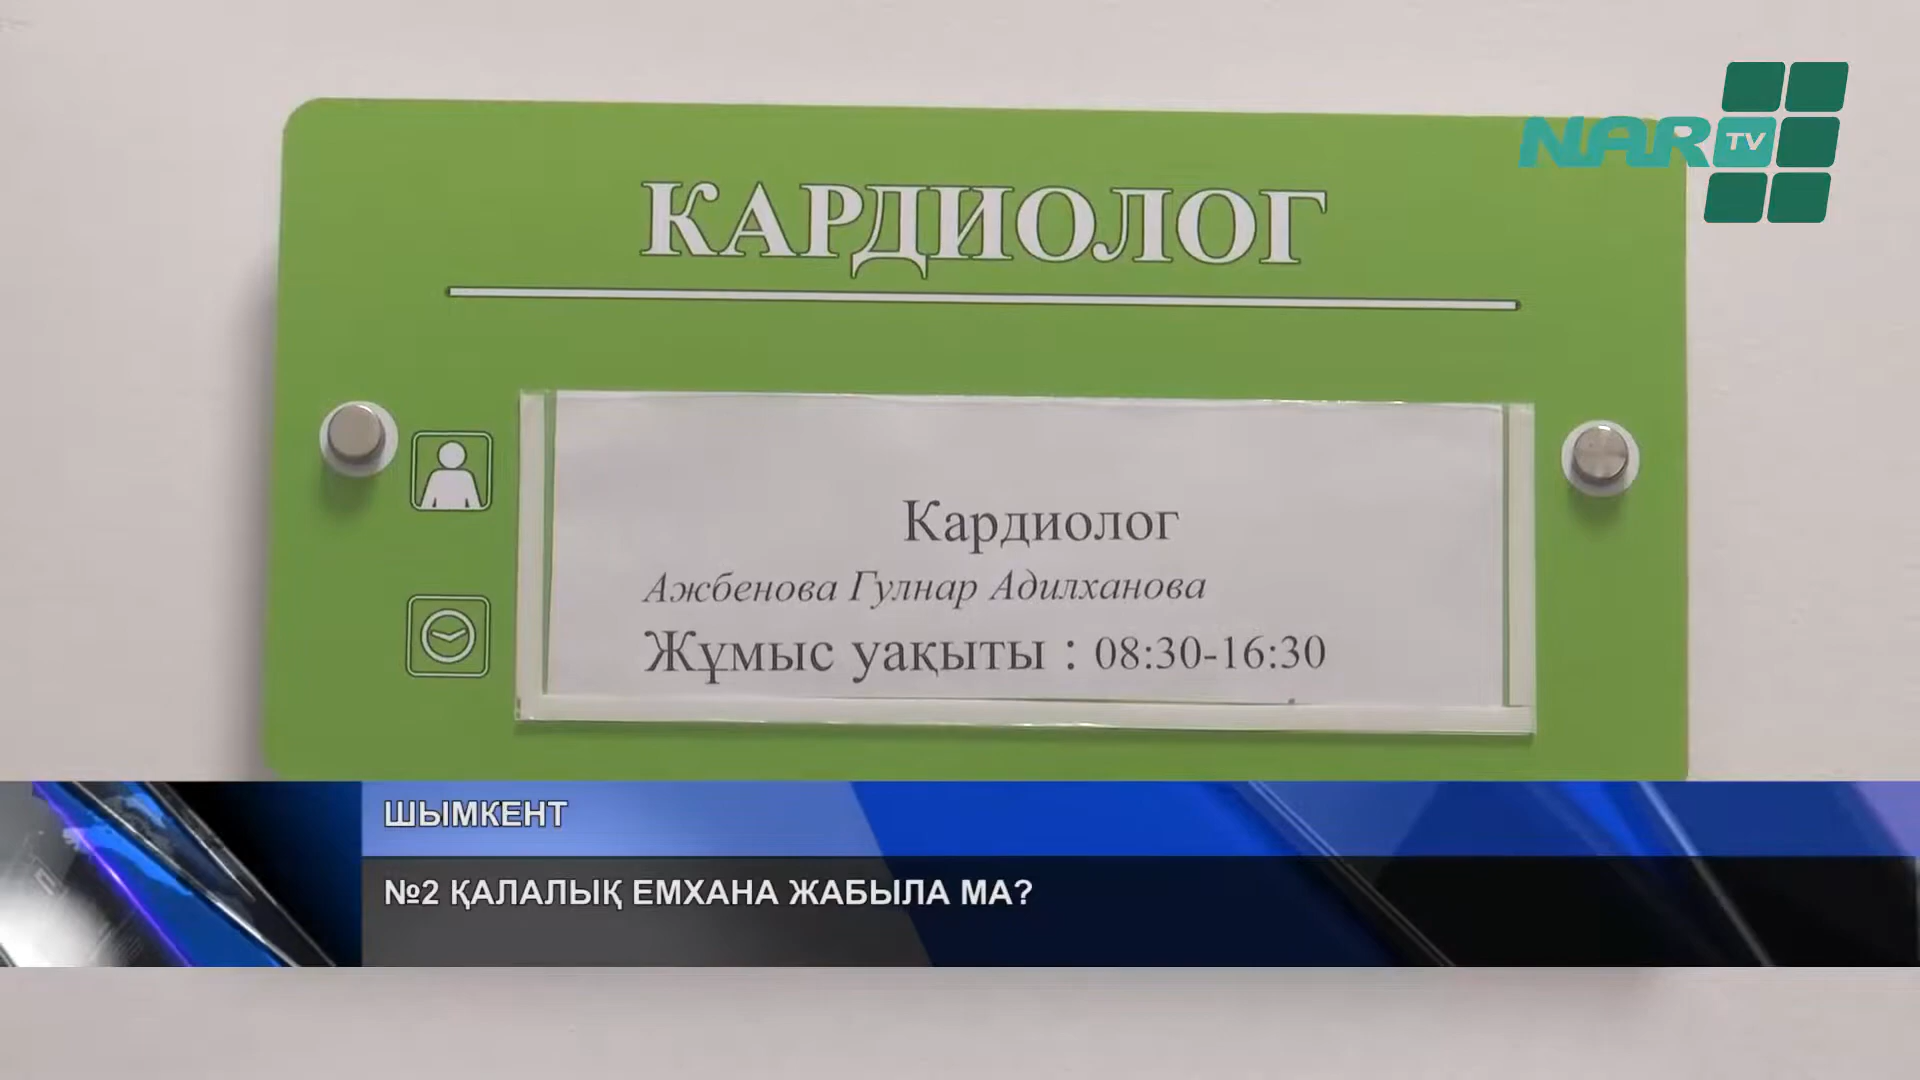 NAR TV
КАРДИОЛОГ
Кардиолог
Ажбенова Гулнар Адилханова
Жұмыс уақыты : 08:30-16:30
ШЫМКЕНТ
№2 ҚАЛАЛЫҚ ЕМХАНА ЖАБЫЛА МА?